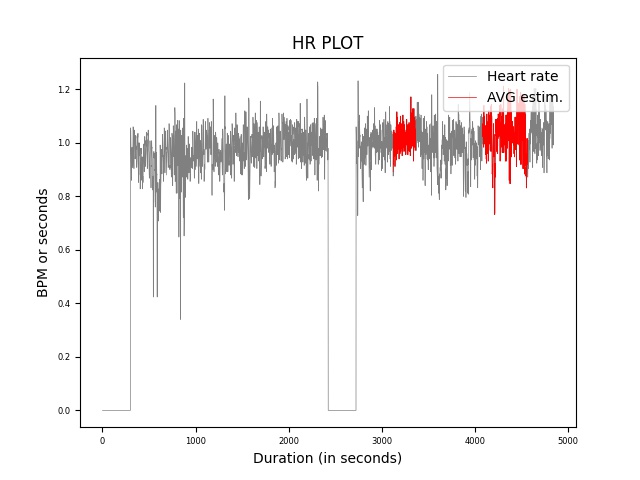 HR PLOT
Heart rate
AVG estim.
1.2
1.0
0.8
0.6
0.4
0.2
0.0
BPM or seconds
0 1000 2000 3000 4000 5000
Duration (in seconds)